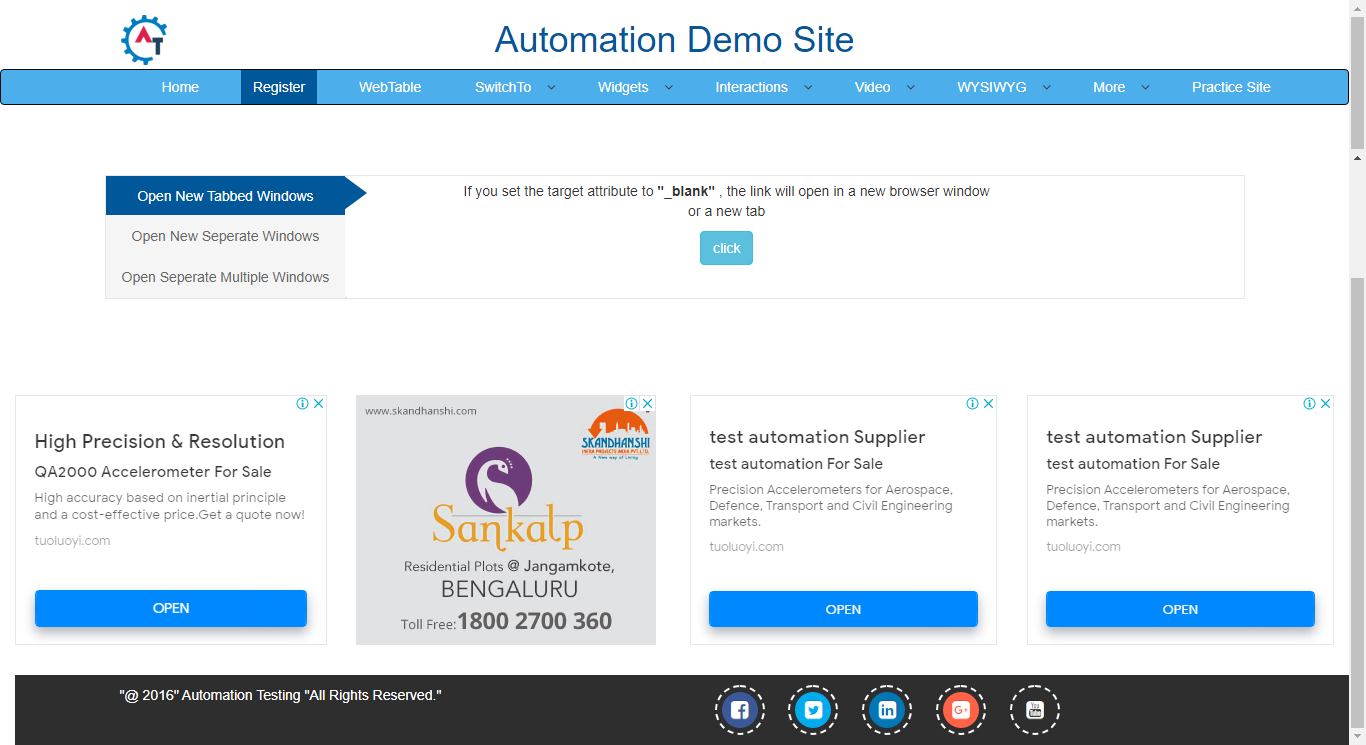 AT
Automation Demo Site
Home Register WebTable SwitchTo Widgets Interactions Video WYSIWYG More Practice Site
Open New Tabbed Windows
Open New Seperate Windows
Open Seperate Multiple Windows
If you set the target attribute to "_blank" , the link will open in a new browser window
or a new tab
click
High Precision & Resolution
QA2000 Accelerometer For Sale
High accuracy based on inertial principle
and a cost-effective price.Get a quote now!
tuoluoyi.com
OPEN
www.skandhanshi.com
SKANDHANSHI
INFRA PROJECTS INDIA PVT.LTD.
A New way of Living
Sankalp
Residential Plots @ Jangamkote,
BENGALURU
Toll Free:1800 2700 360
test automation Supplier
test automation For Sale
Precision Accelerometers for Aerospace,
Defence, Transport and Civil Engineering
markets.
tuoluoyi.com
OPEN
test automation Supplier
test automation For Sale
Precision Accelerometers for Aerospace,
Defence, Transport and Civil Engineering
markets.
tuoluoyi.com
OPEN
"@ 2016" Automation Testing "All Rights Reserved."
in
G+
You
Tube